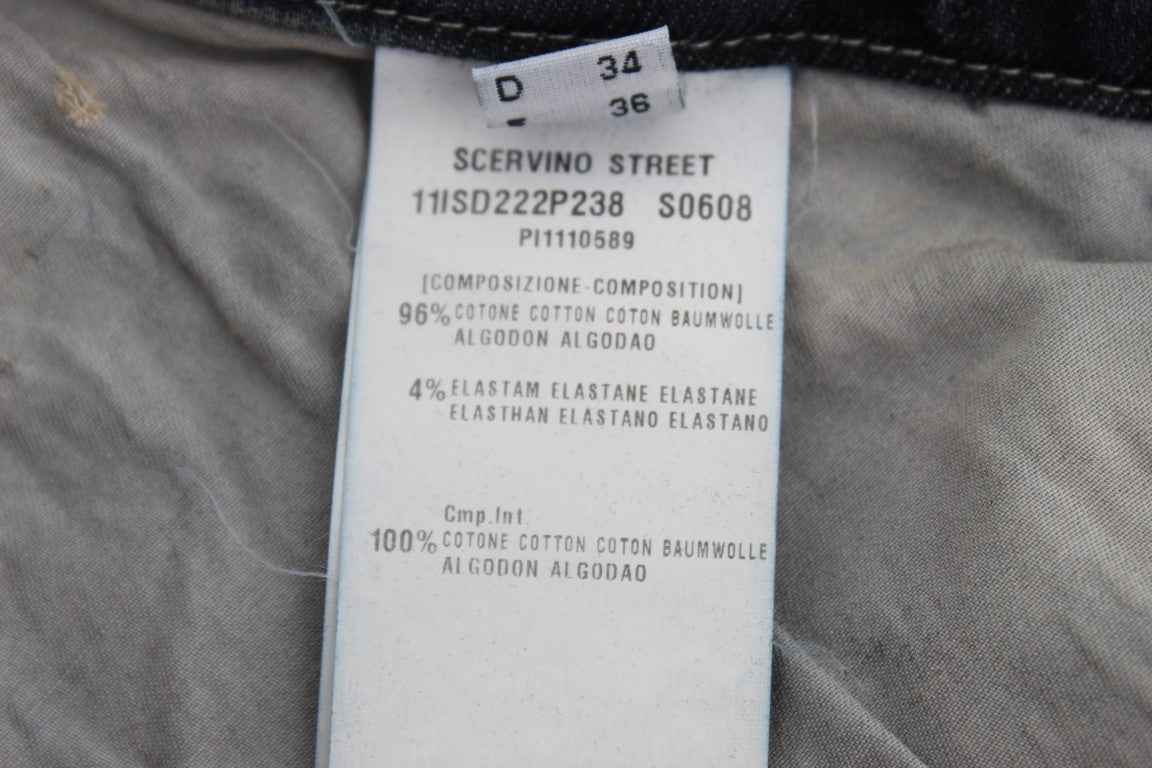 D 34
36
SCERVINO STREET
11ISD222P238 S0608
PI1110589
[COMPOSIZIONE-COMPOSITION]
96% COTONE COTTON COTON BAUMWOLLE
ALGODON ALGODAO
4% ELASTAM ELASTANE ELASTANE
ELASTHAN ELASTANO ELASTANO
Cmp.Int.
100% COTONE COTTON COTON BAUMWOLLE
ALGODON ALGODAO